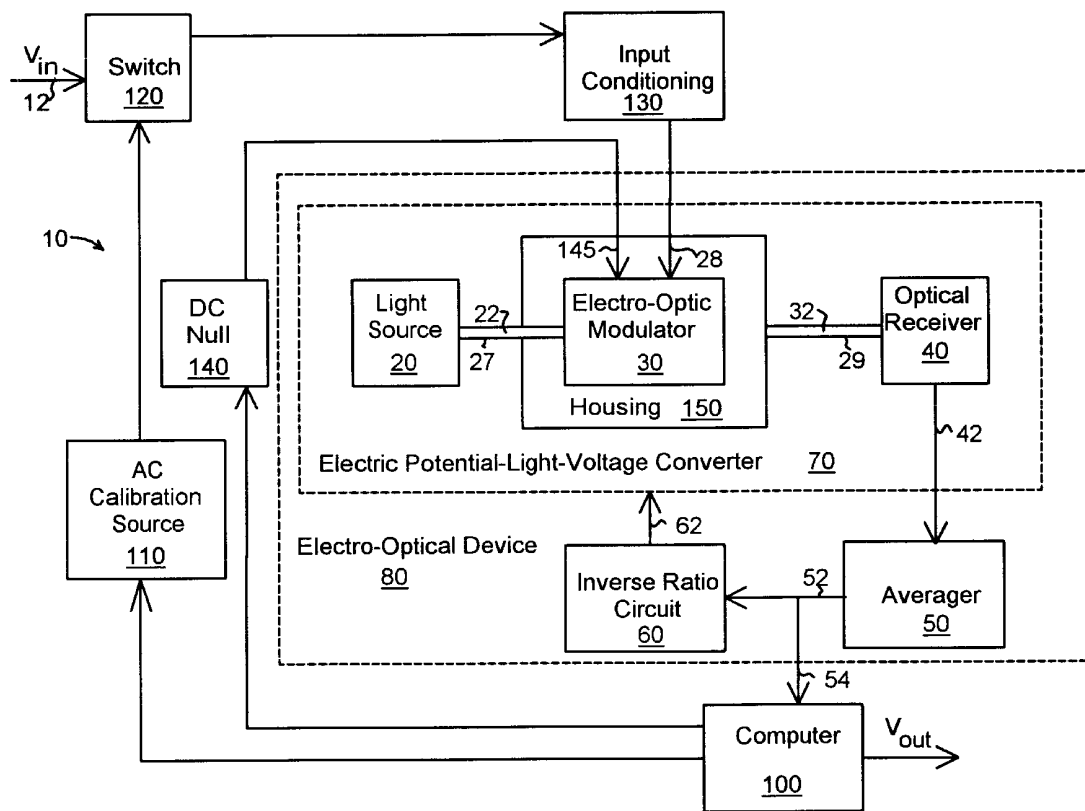 V_in
12
Switch
120
Input
Conditioning
130
10
145
28
DC
Null
140
Light
Source
20
22
27
Electro-Optic
Modulator
30
Housing 150
32
29
Optical
Receiver
40
42
Electric Potential-Light-Voltage Converter 70
AC
Calibration
Source
110
Electro-Optical Device
80
62
Inverse Ratio
Circuit
60
52
Averager
50
54
Computer
100
V_out